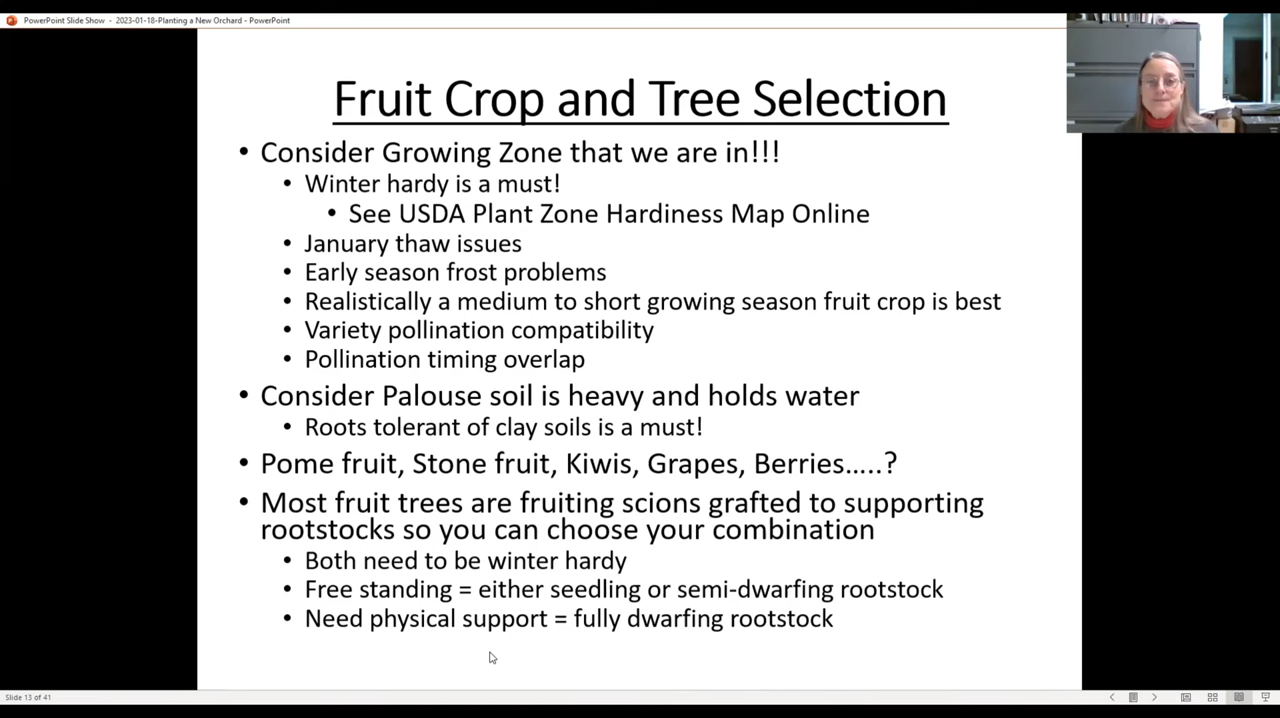 PowerPoint Slide Show - 2023-01-18-Planting a New Orchard - PowerPoint
Fruit Crop and Tree Selection
• Consider Growing Zone that we are in!!!
• Winter hardy is a must!
• See USDA Plant Zone Hardiness Map Online
• January thaw issues
• Early season frost problems
• Realistically a medium to short growing season fruit crop is best
• Variety pollination compatibility
• Pollination timing overlap
• Consider Palouse soil is heavy and holds water
• Roots tolerant of clay soils is a must!
• Pome fruit, Stone fruit, Kiwis, Grapes, Berries…..?
• Most fruit trees are fruiting scions grafted to supporting
rootstocks so you can choose your combination
• Both need to be winter hardy
• Free standing = either seedling or semi-dwarfing rootstock
• Need physical support = fully dwarfing rootstock
Slide 13 of 41